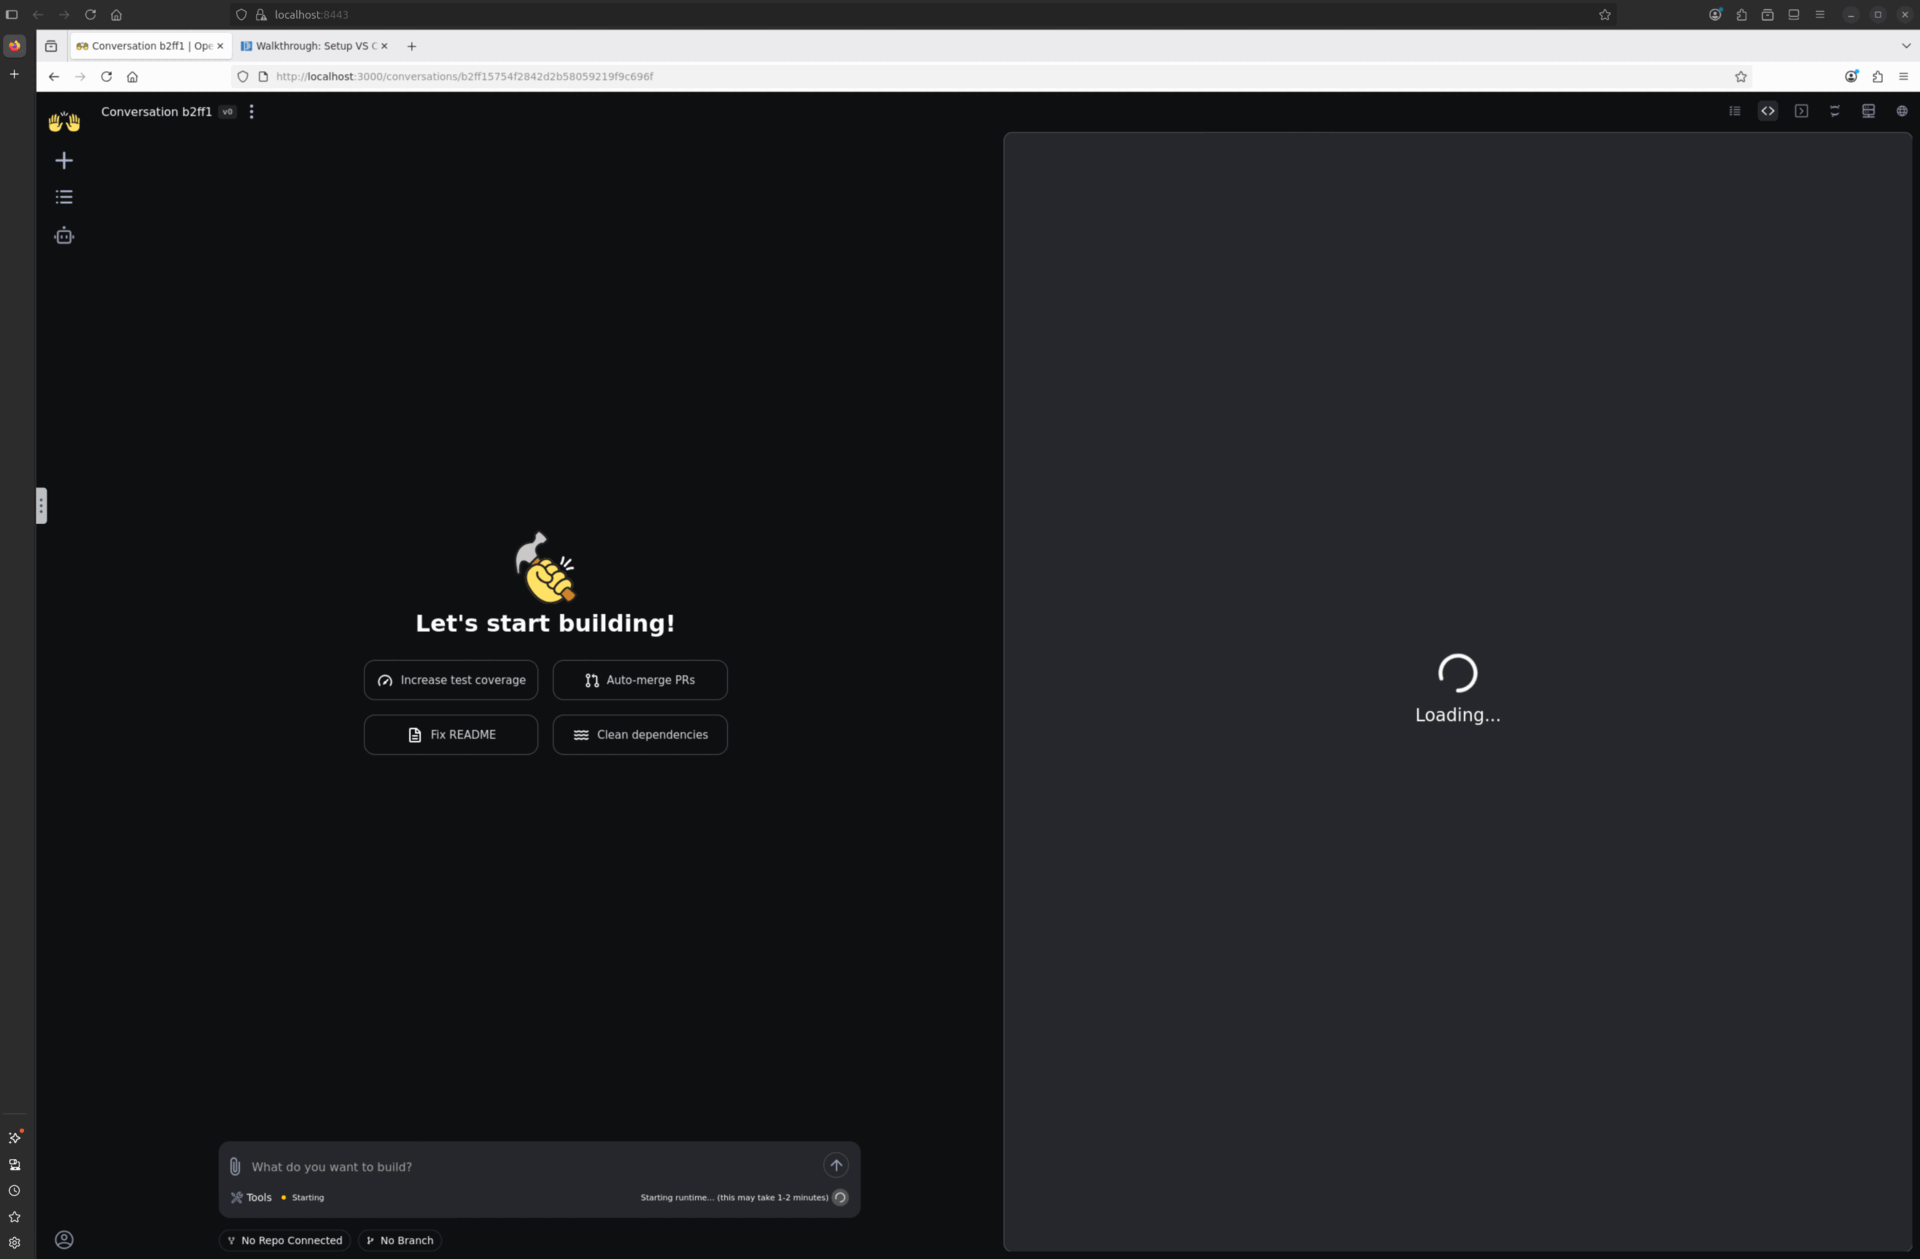 localhost:8443
Conversation b2ff1 | Ope
Walkthrough: Setup VS C
http://localhost:3000/conversations/b2ff15754f2842d2b58059219f9c696f
Conversation b2ff1 v0
Let's start building!
Increase test coverage
Auto-merge PRs
Fix README
Clean dependencies
Loading...
What do you want to build?
Tools
Starting
Starting runtime... (this may take 1-2 minutes)
No Repo Connected
No Branch